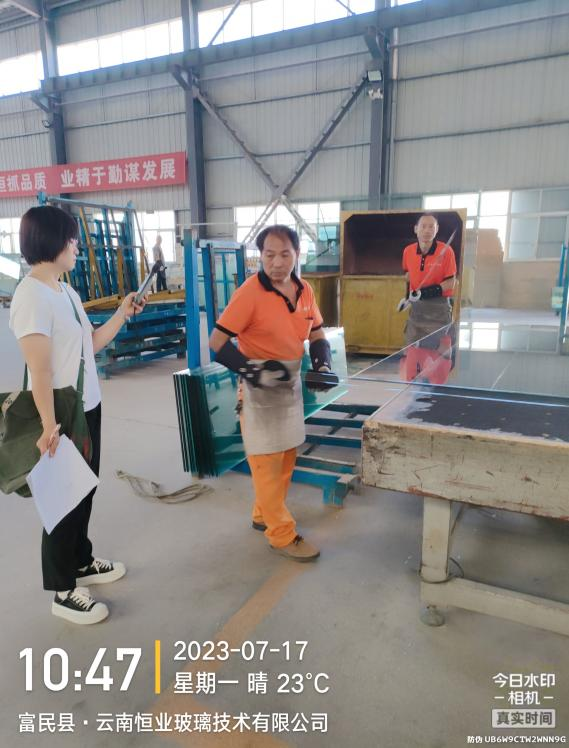 恒抓品质 业精于勤谋发展
10:47
2023-07-17
星期一 晴 23°C
富民县·云南恒业玻璃技术有限公司
今日水印
-相机-
真实时间
防伪 UB6W9CTW2WNN9G